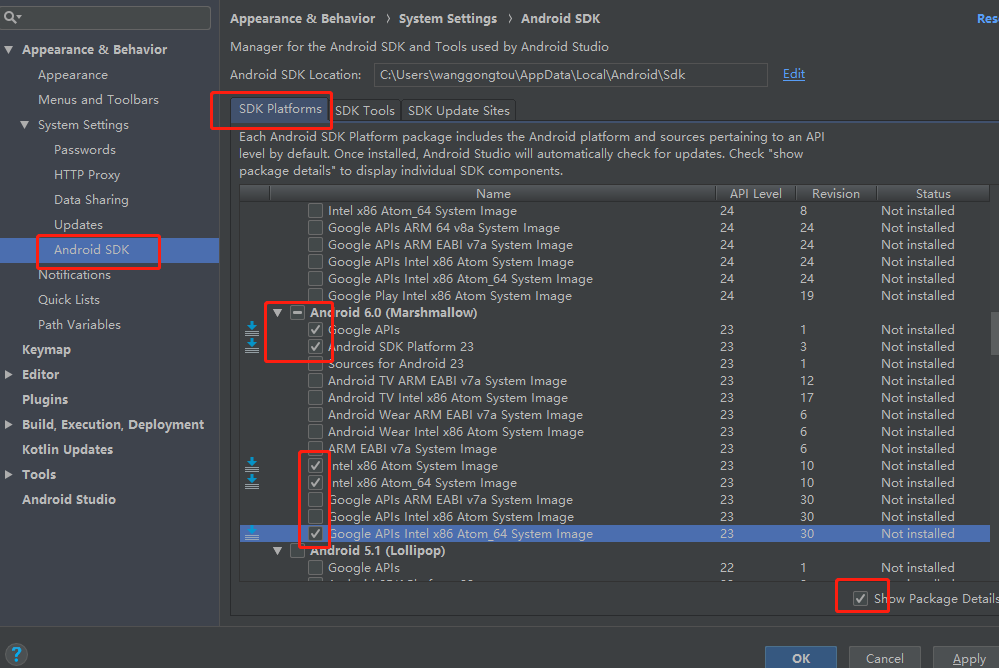 Appearance & Behavior › System Settings › Android SDK
Res
Manager for the Android SDK and Tools used by Android Studio
Android SDK Location: C:\Users\wanggongtou\AppData\Local\Android\Sdk Edit
Appearance & Behavior
Appearance
Menus and Toolbars
System Settings
Passwords
HTTP Proxy
Data Sharing
Updates
Android SDK
Notifications
Quick Lists
Path Variables
Keymap
Editor
Plugins
Build, Execution, Deployment
Kotlin Updates
Tools
Android Studio
SDK Platforms SDK Tools SDK Update Sites
Each Android SDK Platform package includes the Android platform and sources pertaining to an API
level by default. Once installed, Android Studio will automatically check for updates. Check "show
package details" to display individual SDK components.
Name API Level Revision Status
Intel x86 Atom_64 System Image 24 8 Not installed
Google APIs ARM 64 v8a System Image 24 24 Not installed
Google APIs ARM EABI v7a System Image 24 24 Not installed
Google APIs Intel x86 Atom System Image 24 24 Not installed
Google APIs Intel x86 Atom_64 System Image 24 24 Not installed
Google Play Intel x86 Atom System Image 24 19 Not installed
Android 6.0 (Marshmallow)
Google APIs 23 1 Not installed
Android SDK Platform 23 23 3 Not installed
Sources for Android 23 23 1 Not installed
Android TV ARM EABI v7a System Image 23 12 Not installed
Android TV Intel x86 Atom System Image 23 17 Not installed
Android Wear ARM EABI v7a System Image 23 6 Not installed
Android Wear Intel x86 Atom System Image 23 6 Not installed
ARM EABI v7a System Image 23 6 Not installed
Intel x86 Atom System Image 23 10 Not installed
Intel x86 Atom_64 System Image 23 10 Not installed
Google APIs ARM EABI v7a System Image 23 30 Not installed
Google APIs Intel x86 Atom System Image 23 30 Not installed
Google APIs Intel x86 Atom_64 System Image 23 30 Not installed
Android 5.1 (Lollipop)
Google APIs 22 1 Not installed
Show Package Details
? OK Cancel Apply